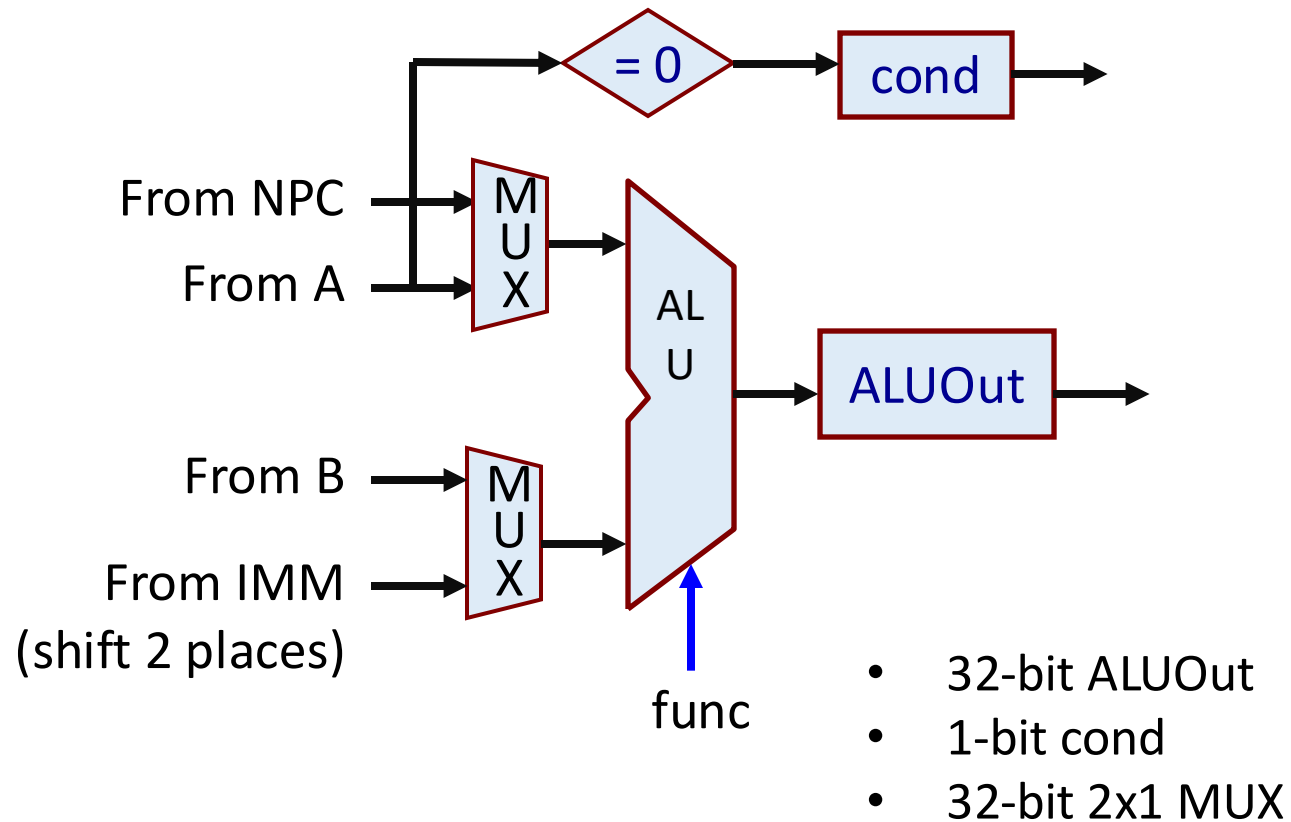 = 0
cond
From NPC
From A
M
U
X
AL
U
ALUOut
From B
From IMM
(shift 2 places)
M
U
X
func
• 32-bit ALUOut
• 1-bit cond
• 32-bit 2x1 MUX